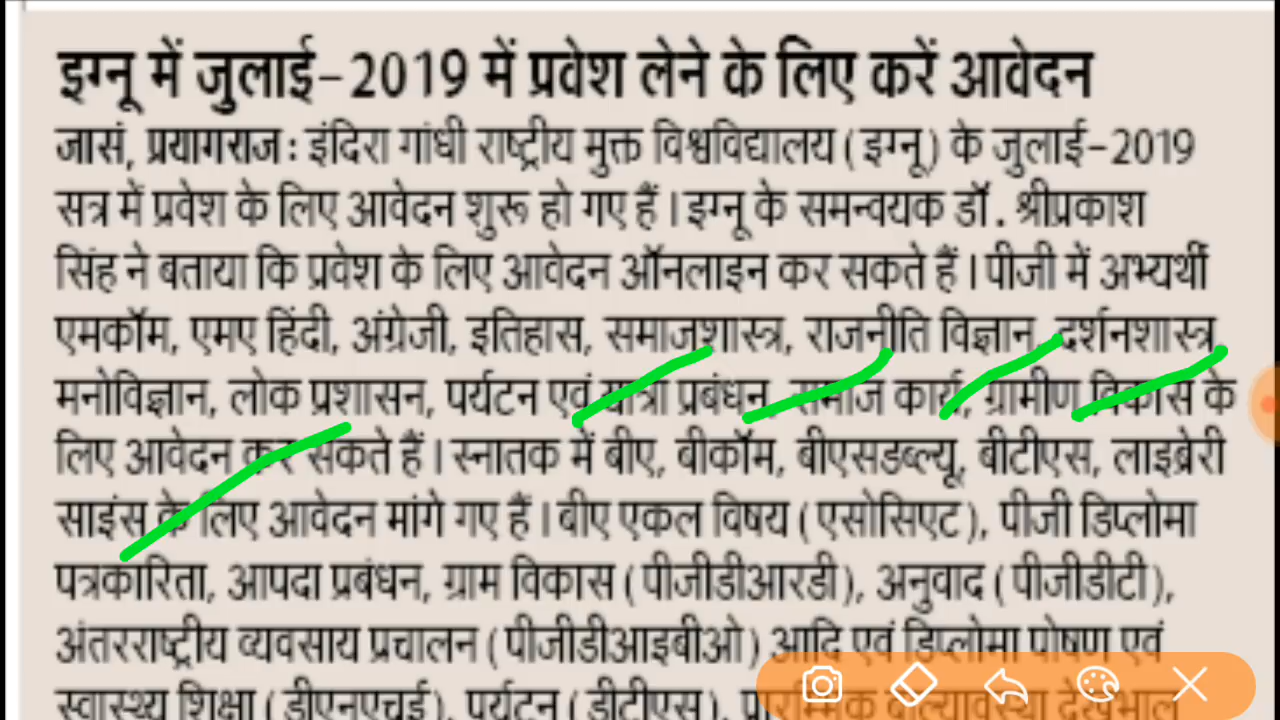 इग्नू में जुलाई-2019 में प्रवेश लेने के लिए करें आवेदन
जासं, प्रयागराज : इंदिरा गांधी राष्ट्रीय मुक्त विश्वविद्यालय ( इग्नू ) के जुलाई-2019
सत्र में प्रवेश के लिए आवेदन शुरू हो गए हैं । इग्नू के समन्वयक डॉ . श्रीप्रकाश
सिंह ने बताया कि प्रवेश के लिए आवेदन ऑनलाइन कर सकते हैं । पीजी में अभ्यर्थी
एमकॉम, एमए हिंदी, अंग्रेजी, इतिहास, समाजशास्त्र, राजनीति विज्ञान, दर्शनशास्त्र,
मनोविज्ञान, लोक प्रशासन, पर्यटन एवं यात्रा प्रबंधन, समाज कार्य, ग्रामीण विकास के
लिए आवेदन कर सकते हैं । स्नातक में बीए, बीकॉम, बीएसडब्ल्यू, बीटीएस, लाइब्रेरी
साइंस के लिए आवेदन मांगे गए हैं । बीए एकल विषय ( एसोसिएट ), पीजी डिप्लोमा
पत्रकारिता, आपदा प्रबंधन, ग्राम विकास ( पीजीडीआरडी ), अनुवाद ( पीजीडीटी ),
अंतरराष्ट्रीय व्यवसाय प्रचालन ( पीजीडीआइबीओ ) आदि एवं डिप्लोमा पोषण एवं
स्वास्थ्य शिक्षा ( डीएनएचई ), पर्यटन ( डीटीएस ), प्रारम्भिक बाल्यावस्था देखभाल